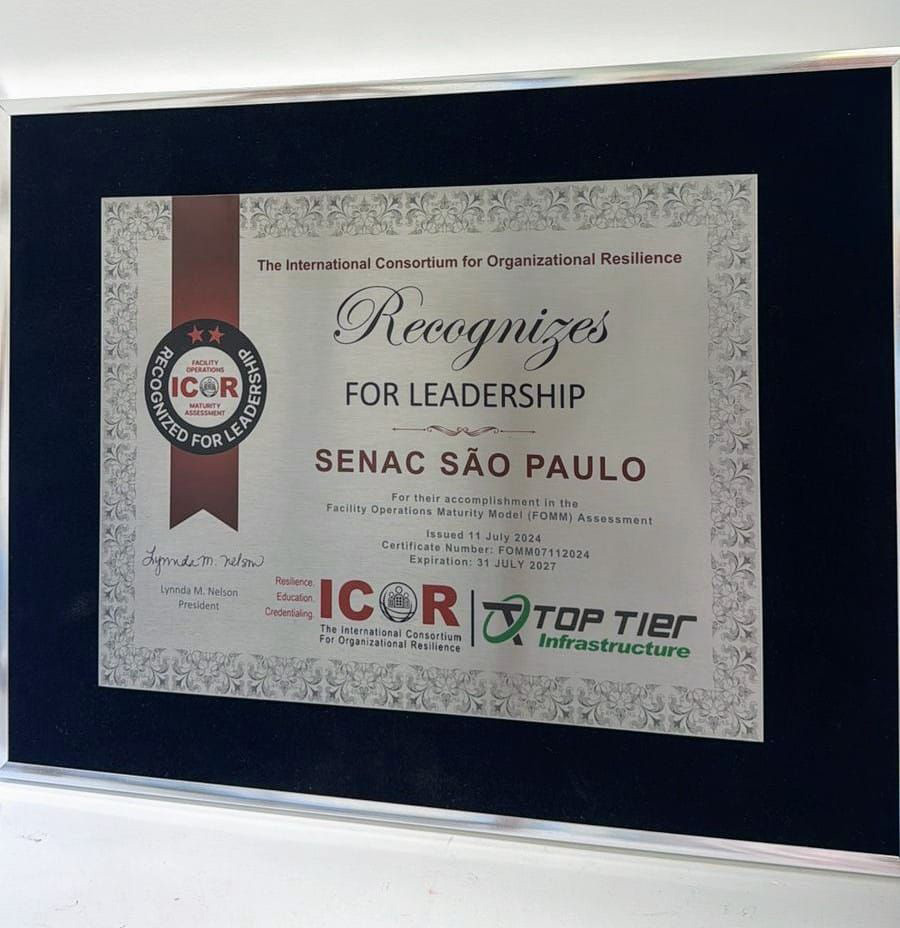 The International Consortium for Organizational Resilience
Recognizes
FOR LEADERSHIP
SENAC SÃO PAULO
For their accomplishment in the
Facility Operations Maturity Model (FOMM) Assessment
Issued 11 July 2024
Certificate Number: FOMM07112024
Expiration: 31 JULY 2027
FACILITY
OPERATIONS
ICOR
MATURITY
ASSESSMENT
RECOGNIZED FOR LEADERSHIP
Lynnda M. Nelson
Lynnda M. Nelson
President
Resilience.
Education.
Credentialing.
ICOR
The International Consortium
For Organizational Resilience
TOP TIER
Infrastructure